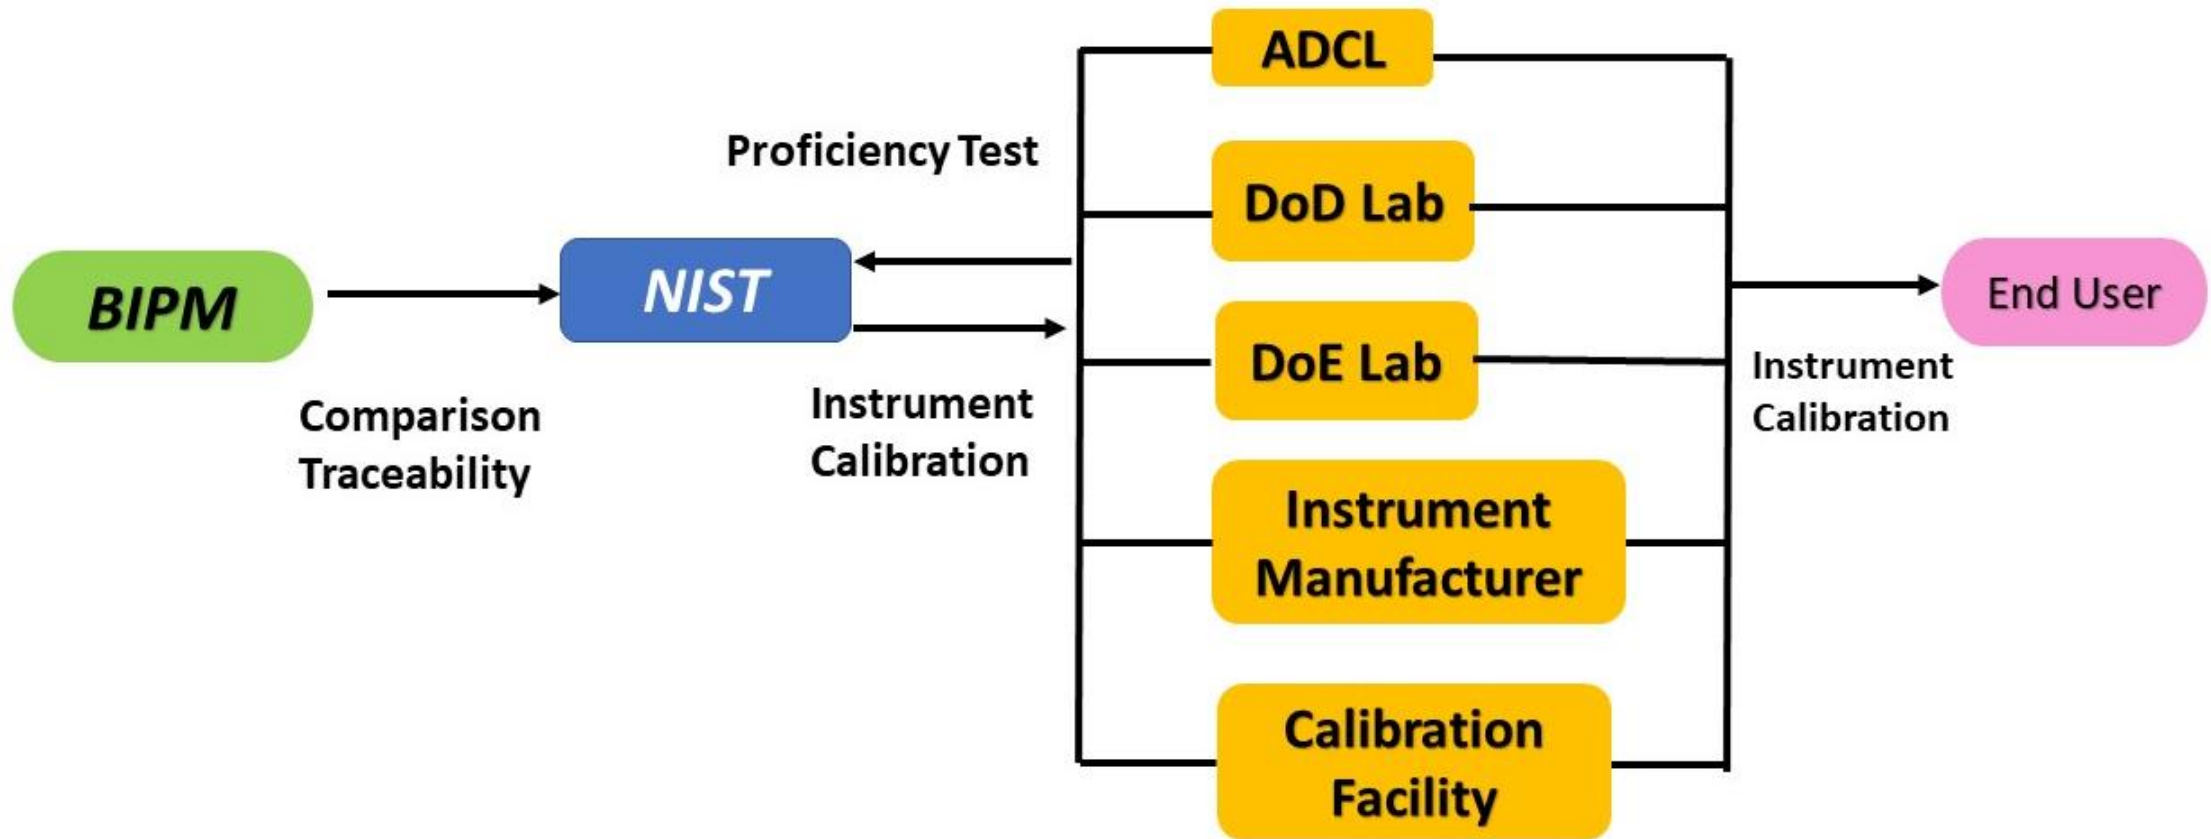 BIPM
Comparison
Traceability
NIST
Proficiency Test
Instrument
Calibration
ADCL
DoD Lab
DoE Lab
Instrument
Manufacturer
Calibration
Facility
End User
Instrument
Calibration